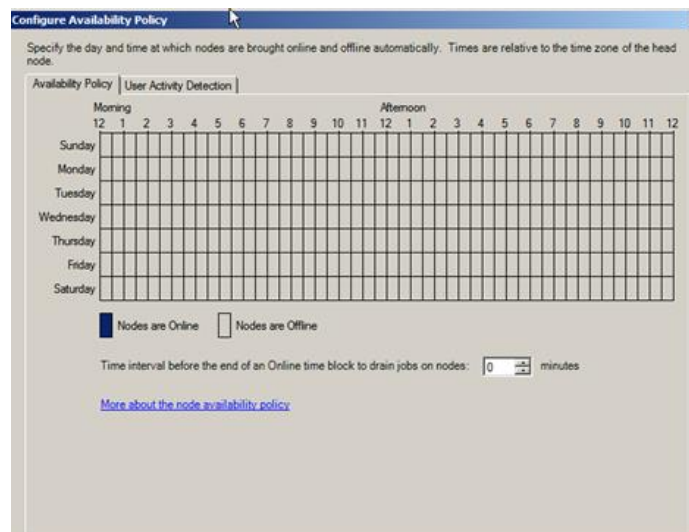 Configure Availability Policy
Specify the day and time at which nodes are brought online and offline automatically. Times are relative to the time zone of the head
node.
Availability Policy User Activity Detection
Morning Afternoon
12 1 2 3 4 5 6 7 8 9 10 11 12 1 2 3 4 5 6 7 8 9 10 11 12
Sunday
Monday
Tuesday
Wednesday
Thursday
Friday
Saturday
Nodes are Online Nodes are Offline
Time interval before the end of an Online time block to drain jobs on nodes: 0 minutes
More about the node availability policy